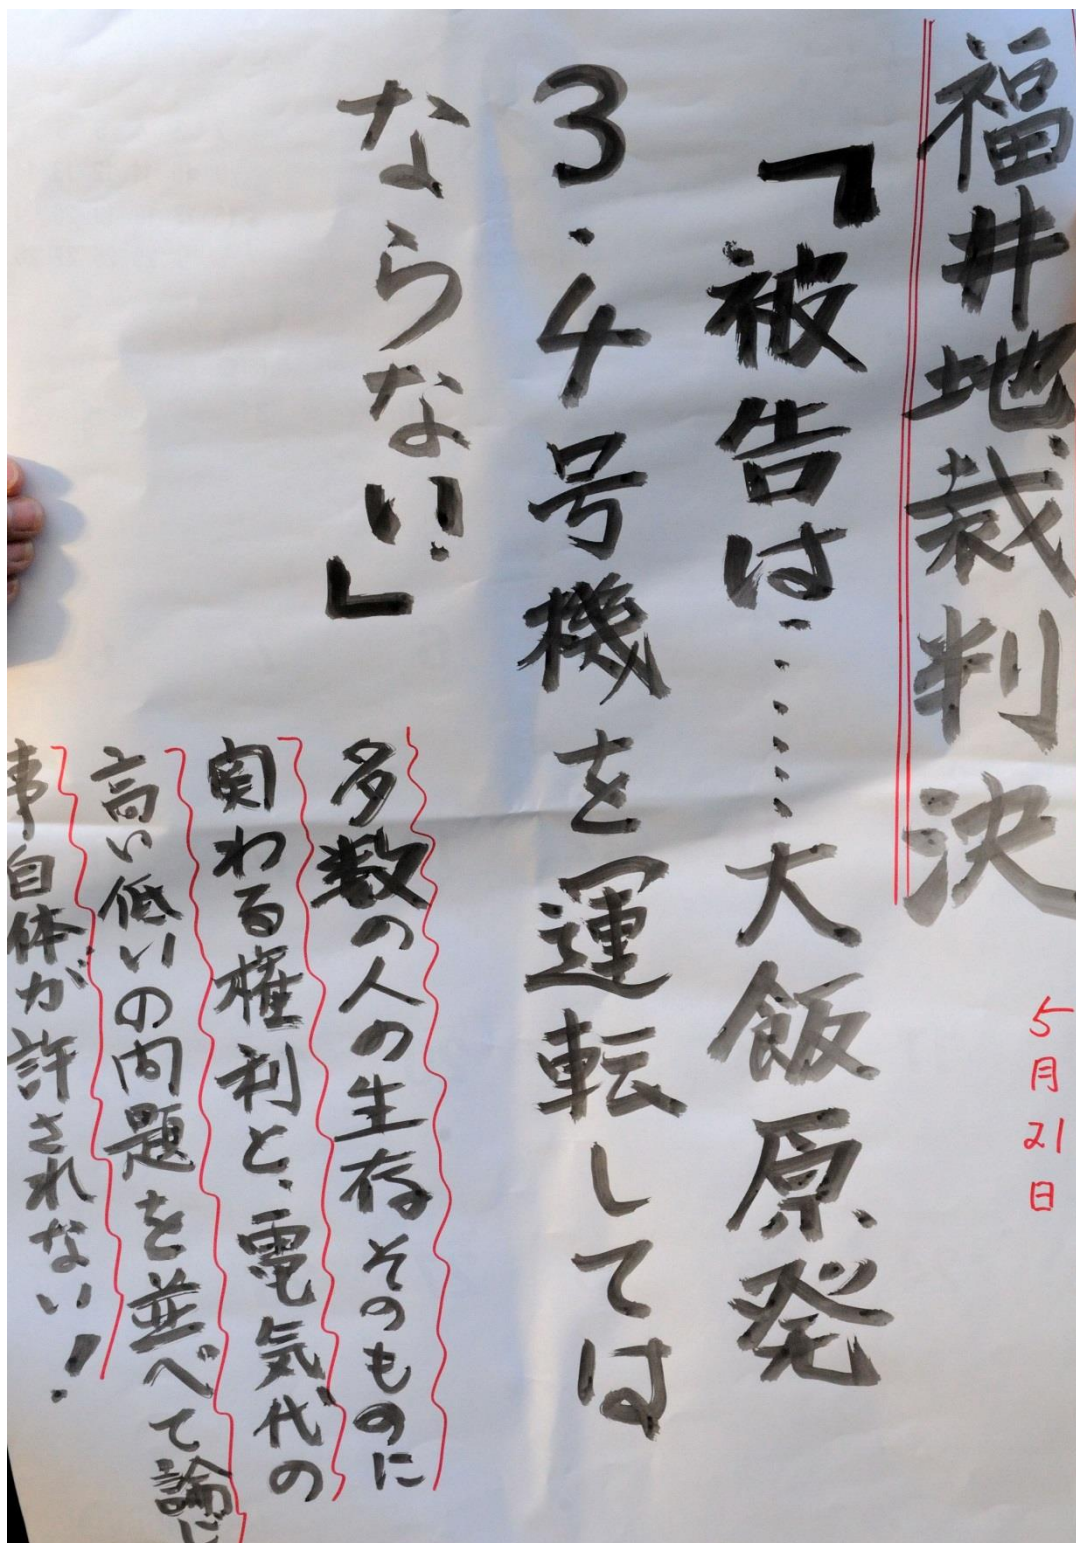 福井地裁判決
5月21日
「被告は……大飯原発
3・4号機を運転しては
ならない」
多数の人の生存そのものに
関わる権利と、電気代の
高い低いの問題を並べて論じ
事自体が許されない!